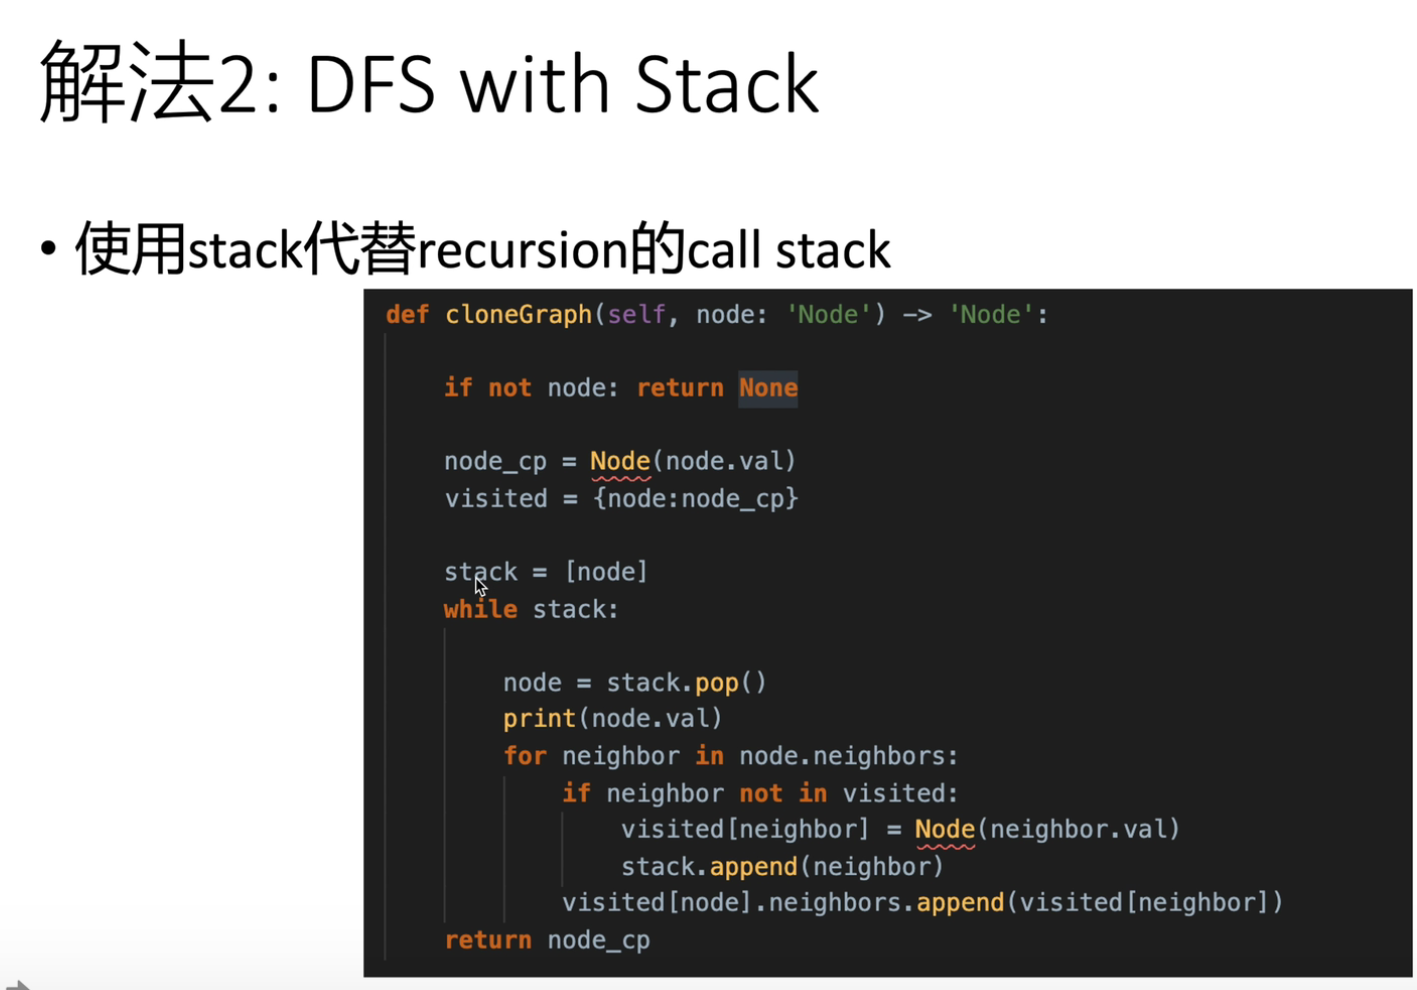 解法2: DFS with Stack
• 使用stack代替recursion的call stack
def cloneGraph(self, node: 'Node') -> 'Node':
if not node: return None
node_cp = Node(node.val)
visited = {node:node_cp}
stack = [node]
while stack:
node = stack.pop()
print(node.val)
for neighbor in node.neighbors:
if neighbor not in visited:
visited[neighbor] = Node(neighbor.val)
stack.append(neighbor)
visited[node].neighbors.append(visited[neighbor])
return node_cp